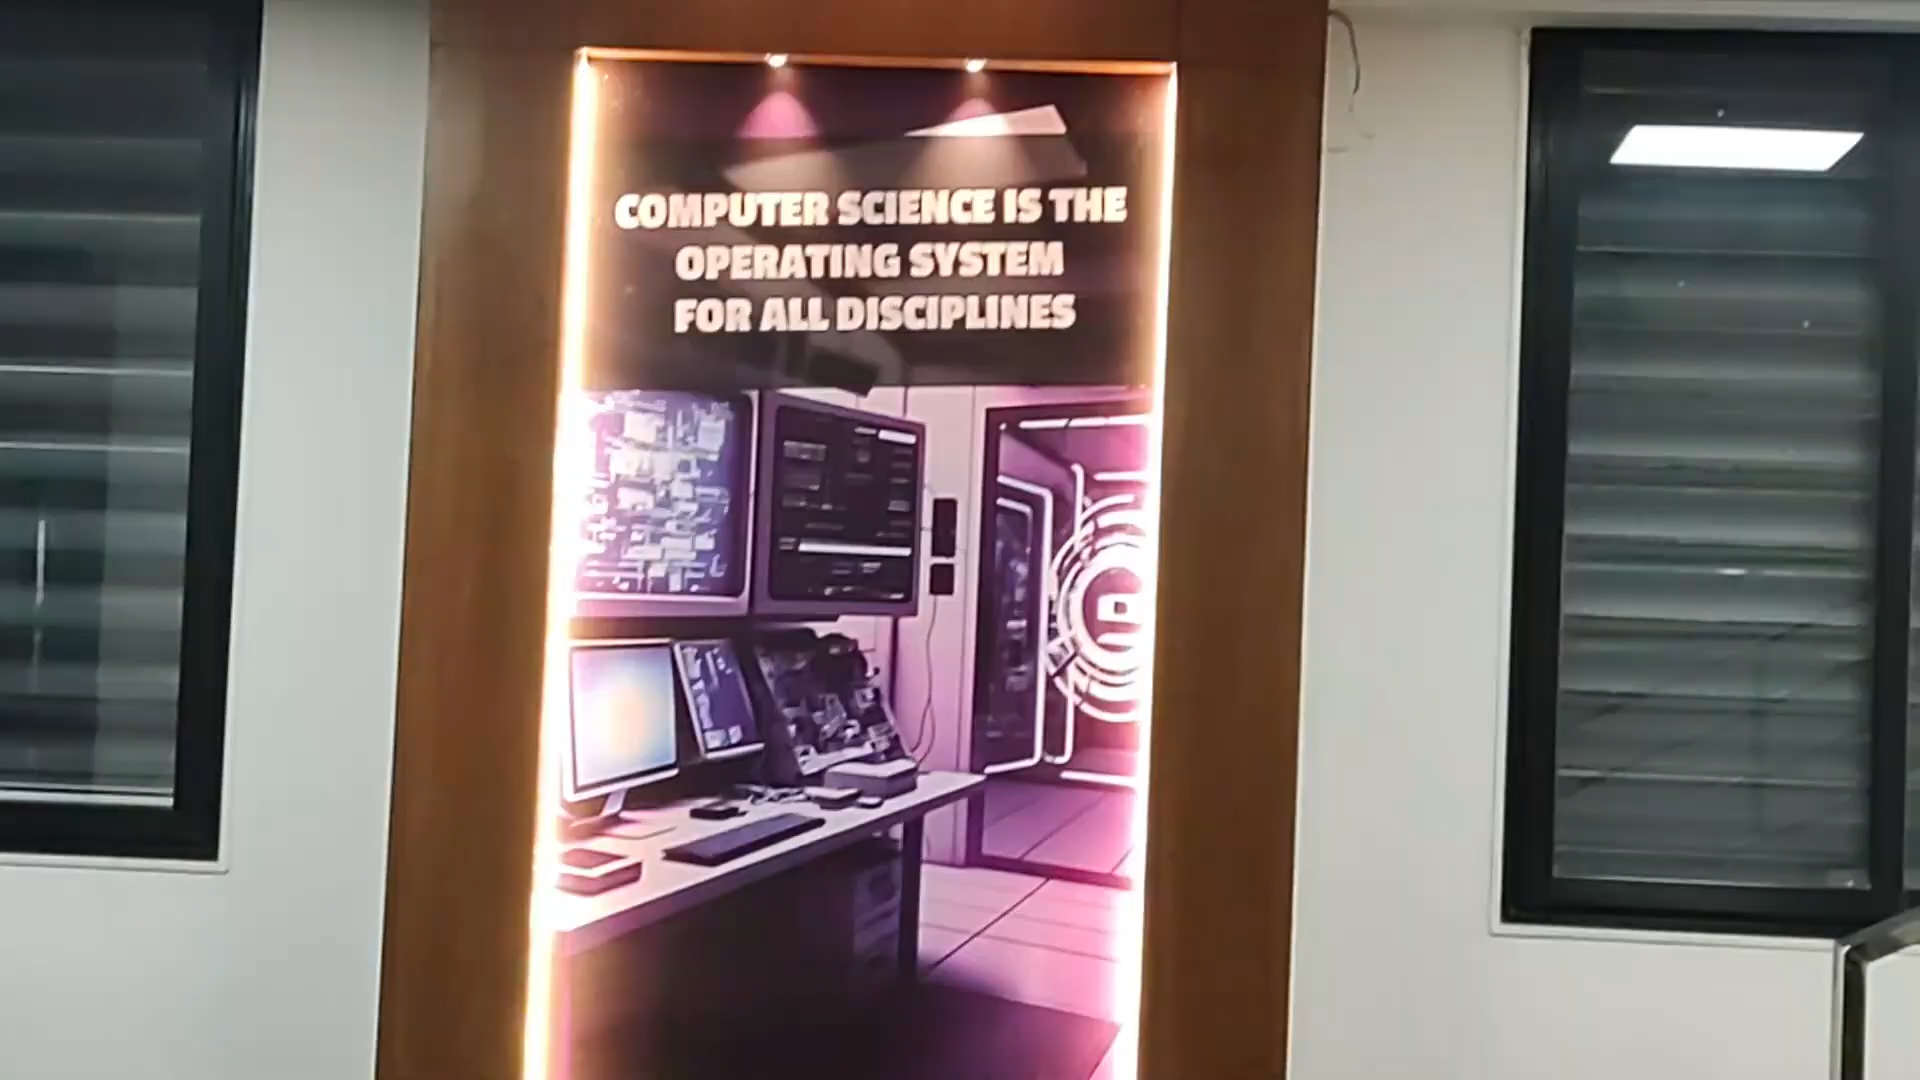 COMPUTER SCIENCE IS THE
OPERATING SYSTEM
FOR ALL DISCIPLINES